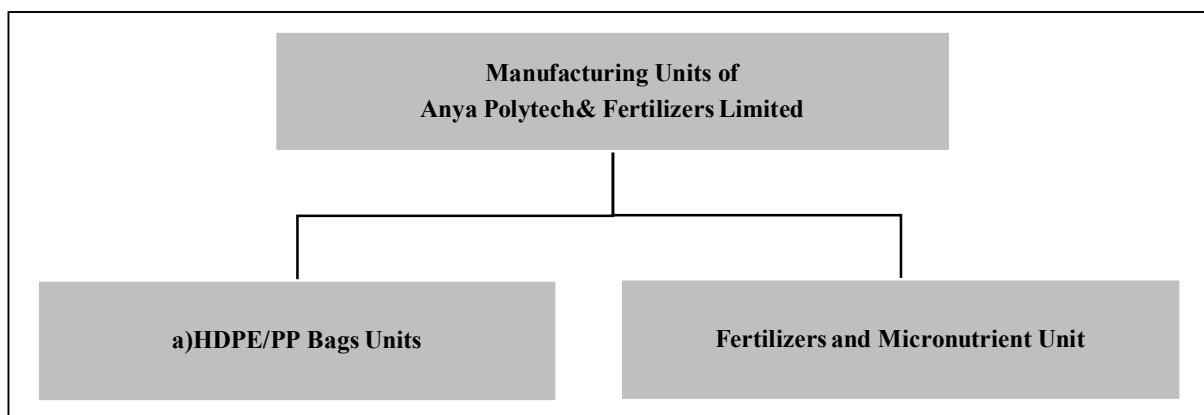 Manufacturing Units of
Anya Polytech& Fertilizers Limited
a)HDPE/PP Bags Units
Fertilizers and Micronutrient Unit